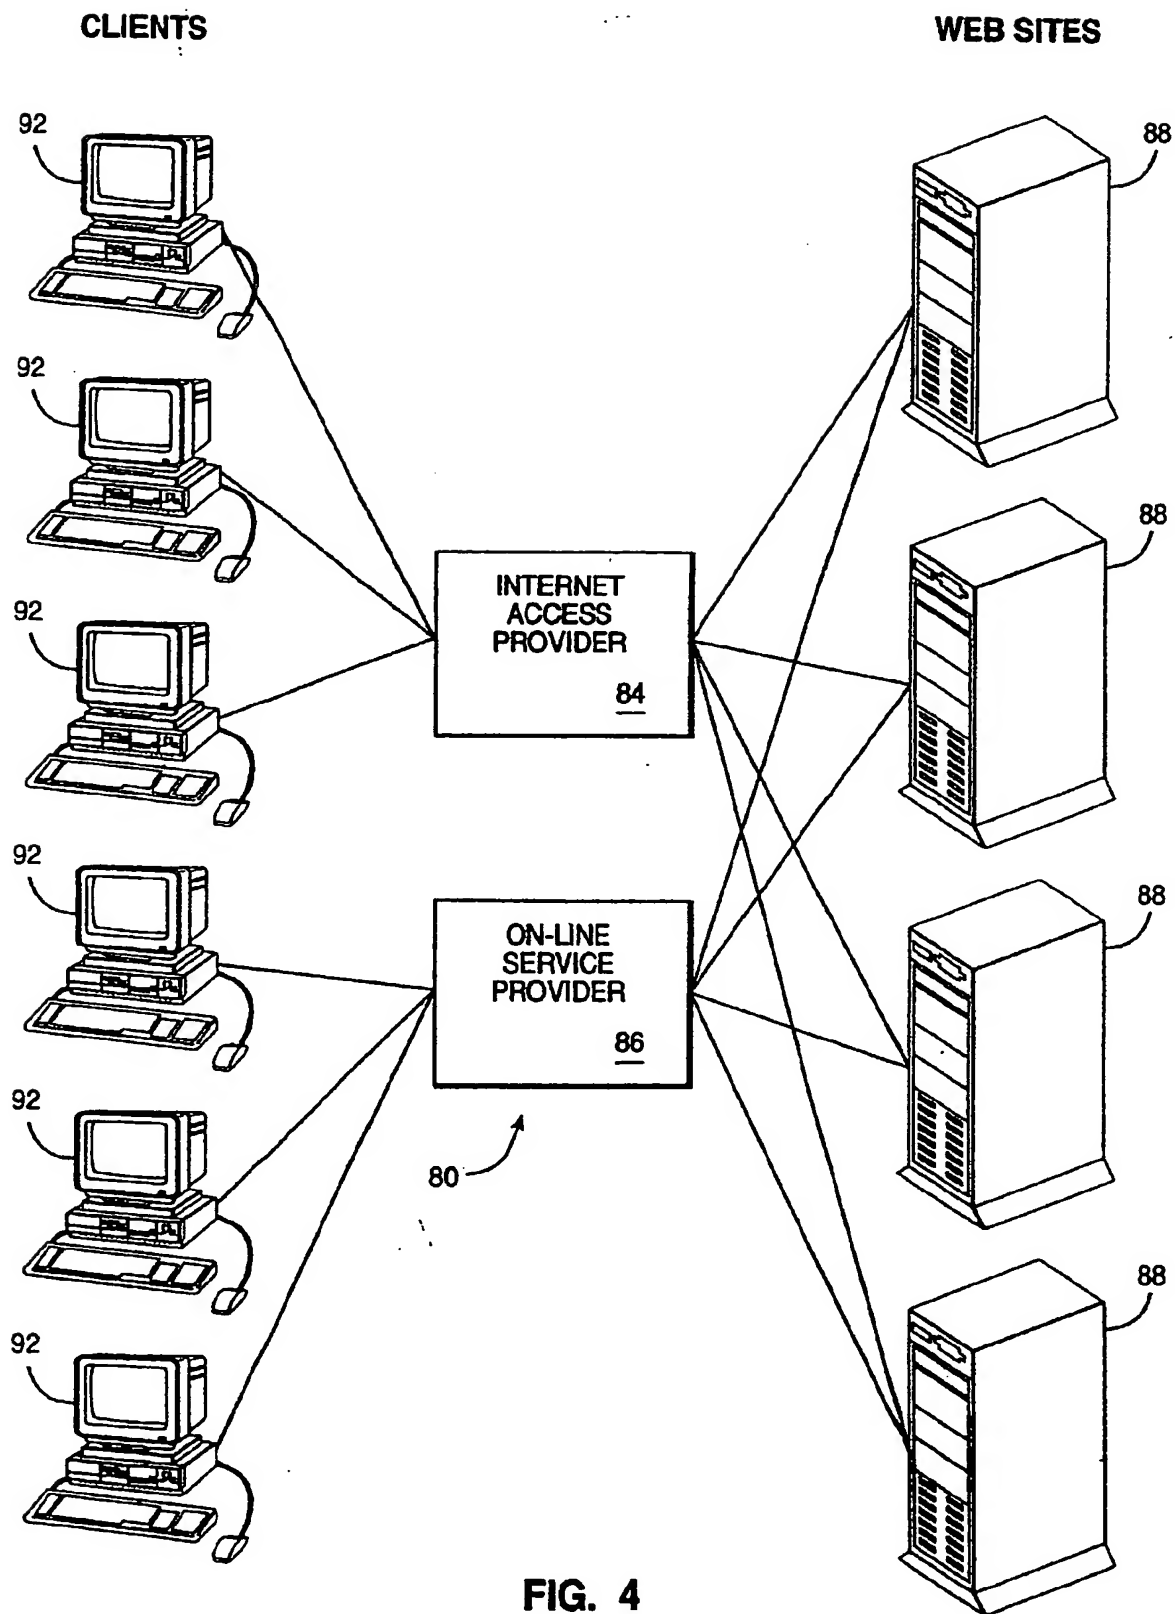 CLIENTS
WEB SITES
92
88
92
88
92
INTERNET
ACCESS
PROVIDER
84
92
88
ON-LINE
SERVICE
PROVIDER
86
92
80
88
92
FIG. 4